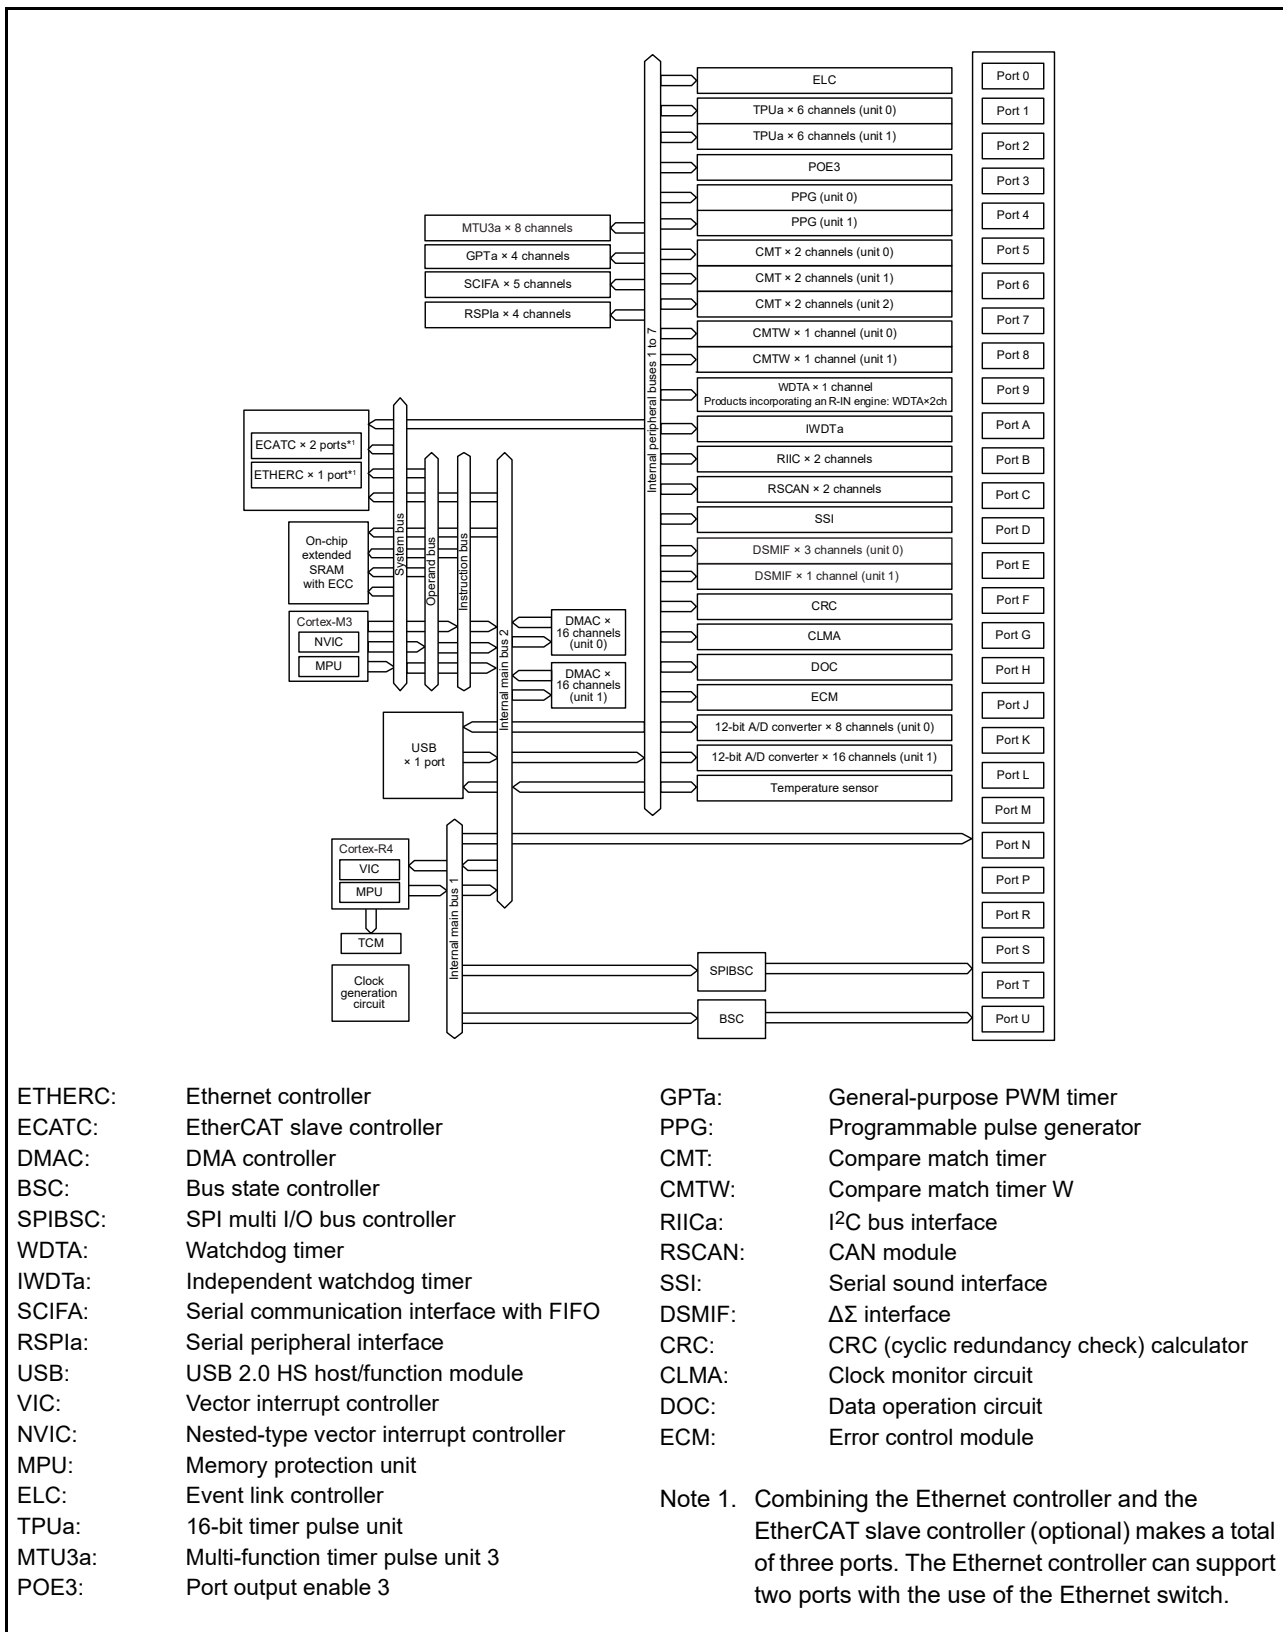 ELC
TPUa × 6 channels (unit 0)
TPUa × 6 channels (unit 1)
POE3
PPG (unit 0)
PPG (unit 1)
CMT × 2 channels (unit 0)
CMT × 2 channels (unit 1)
CMT × 2 channels (unit 2)
CMTW × 1 channel (unit 0)
CMTW × 1 channel (unit 1)
WDTA × 1 channel
Products incorporating an R-IN engine: WDTA×2ch
IWDTa
RIIC × 2 channels
RSCAN × 2 channels
SSI
DSMIF × 3 channels (unit 0)
DSMIF × 1 channel (unit 1)
CRC
CLMA
DOC
ECM
12-bit A/D converter × 8 channels (unit 0)
12-bit A/D converter × 16 channels (unit 1)
Temperature sensor
Port 0
Port 1
Port 2
Port 3
Port 4
Port 5
Port 6
Port 7
Port 8
Port 9
Port A
Port B
Port C
Port D
Port E
Port F
Port G
Port H
Port J
Port K
Port L
Port M
Port N
Port P
Port R
Port S
Port T
Port U
MTU3a × 8 channels
GPTa × 4 channels
SCIFA × 5 channels
RSPIa × 4 channels
Internal peripheral buses 1 to 7
ECATC × 2 ports*1
ETHERC × 1 port*1
On-chip
extended
SRAM
with ECC
Cortex-M3
NVIC
MPU
System bus
Operand bus
Instruction bus
Internal main bus 2
DMAC ×
16 channels
(unit 0)
DMAC ×
16 channels
(unit 1)
USB
× 1 port
Cortex-R4
VIC
MPU
TCM
Clock
generation
circuit
Internal main bus 1
SPIBSC
BSC
ETHERC: Ethernet controller
ECATC: EtherCAT slave controller
DMAC: DMA controller
BSC: Bus state controller
SPIBSC: SPI multi I/O bus controller
WDTA: Watchdog timer
IWDTa: Independent watchdog timer
SCIFA: Serial communication interface with FIFO
RSPIa: Serial peripheral interface
USB: USB 2.0 HS host/function module
VIC: Vector interrupt controller
NVIC: Nested-type vector interrupt controller
MPU: Memory protection unit
ELC: Event link controller
TPUa: 16-bit timer pulse unit
MTU3a: Multi-function timer pulse unit 3
POE3: Port output enable 3
GPTa: General-purpose PWM timer
PPG: Programmable pulse generator
CMT: Compare match timer
CMTW: Compare match timer W
RIICa: I2C bus interface
RSCAN: CAN module
SSI: Serial sound interface
DSMIF: ΔΣ interface
CRC: CRC (cyclic redundancy check) calculator
CLMA: Clock monitor circuit
DOC: Data operation circuit
ECM: Error control module
Note 1. Combining the Ethernet controller and the
EtherCAT slave controller (optional) makes a total
of three ports. The Ethernet controller can support
two ports with the use of the Ethernet switch.